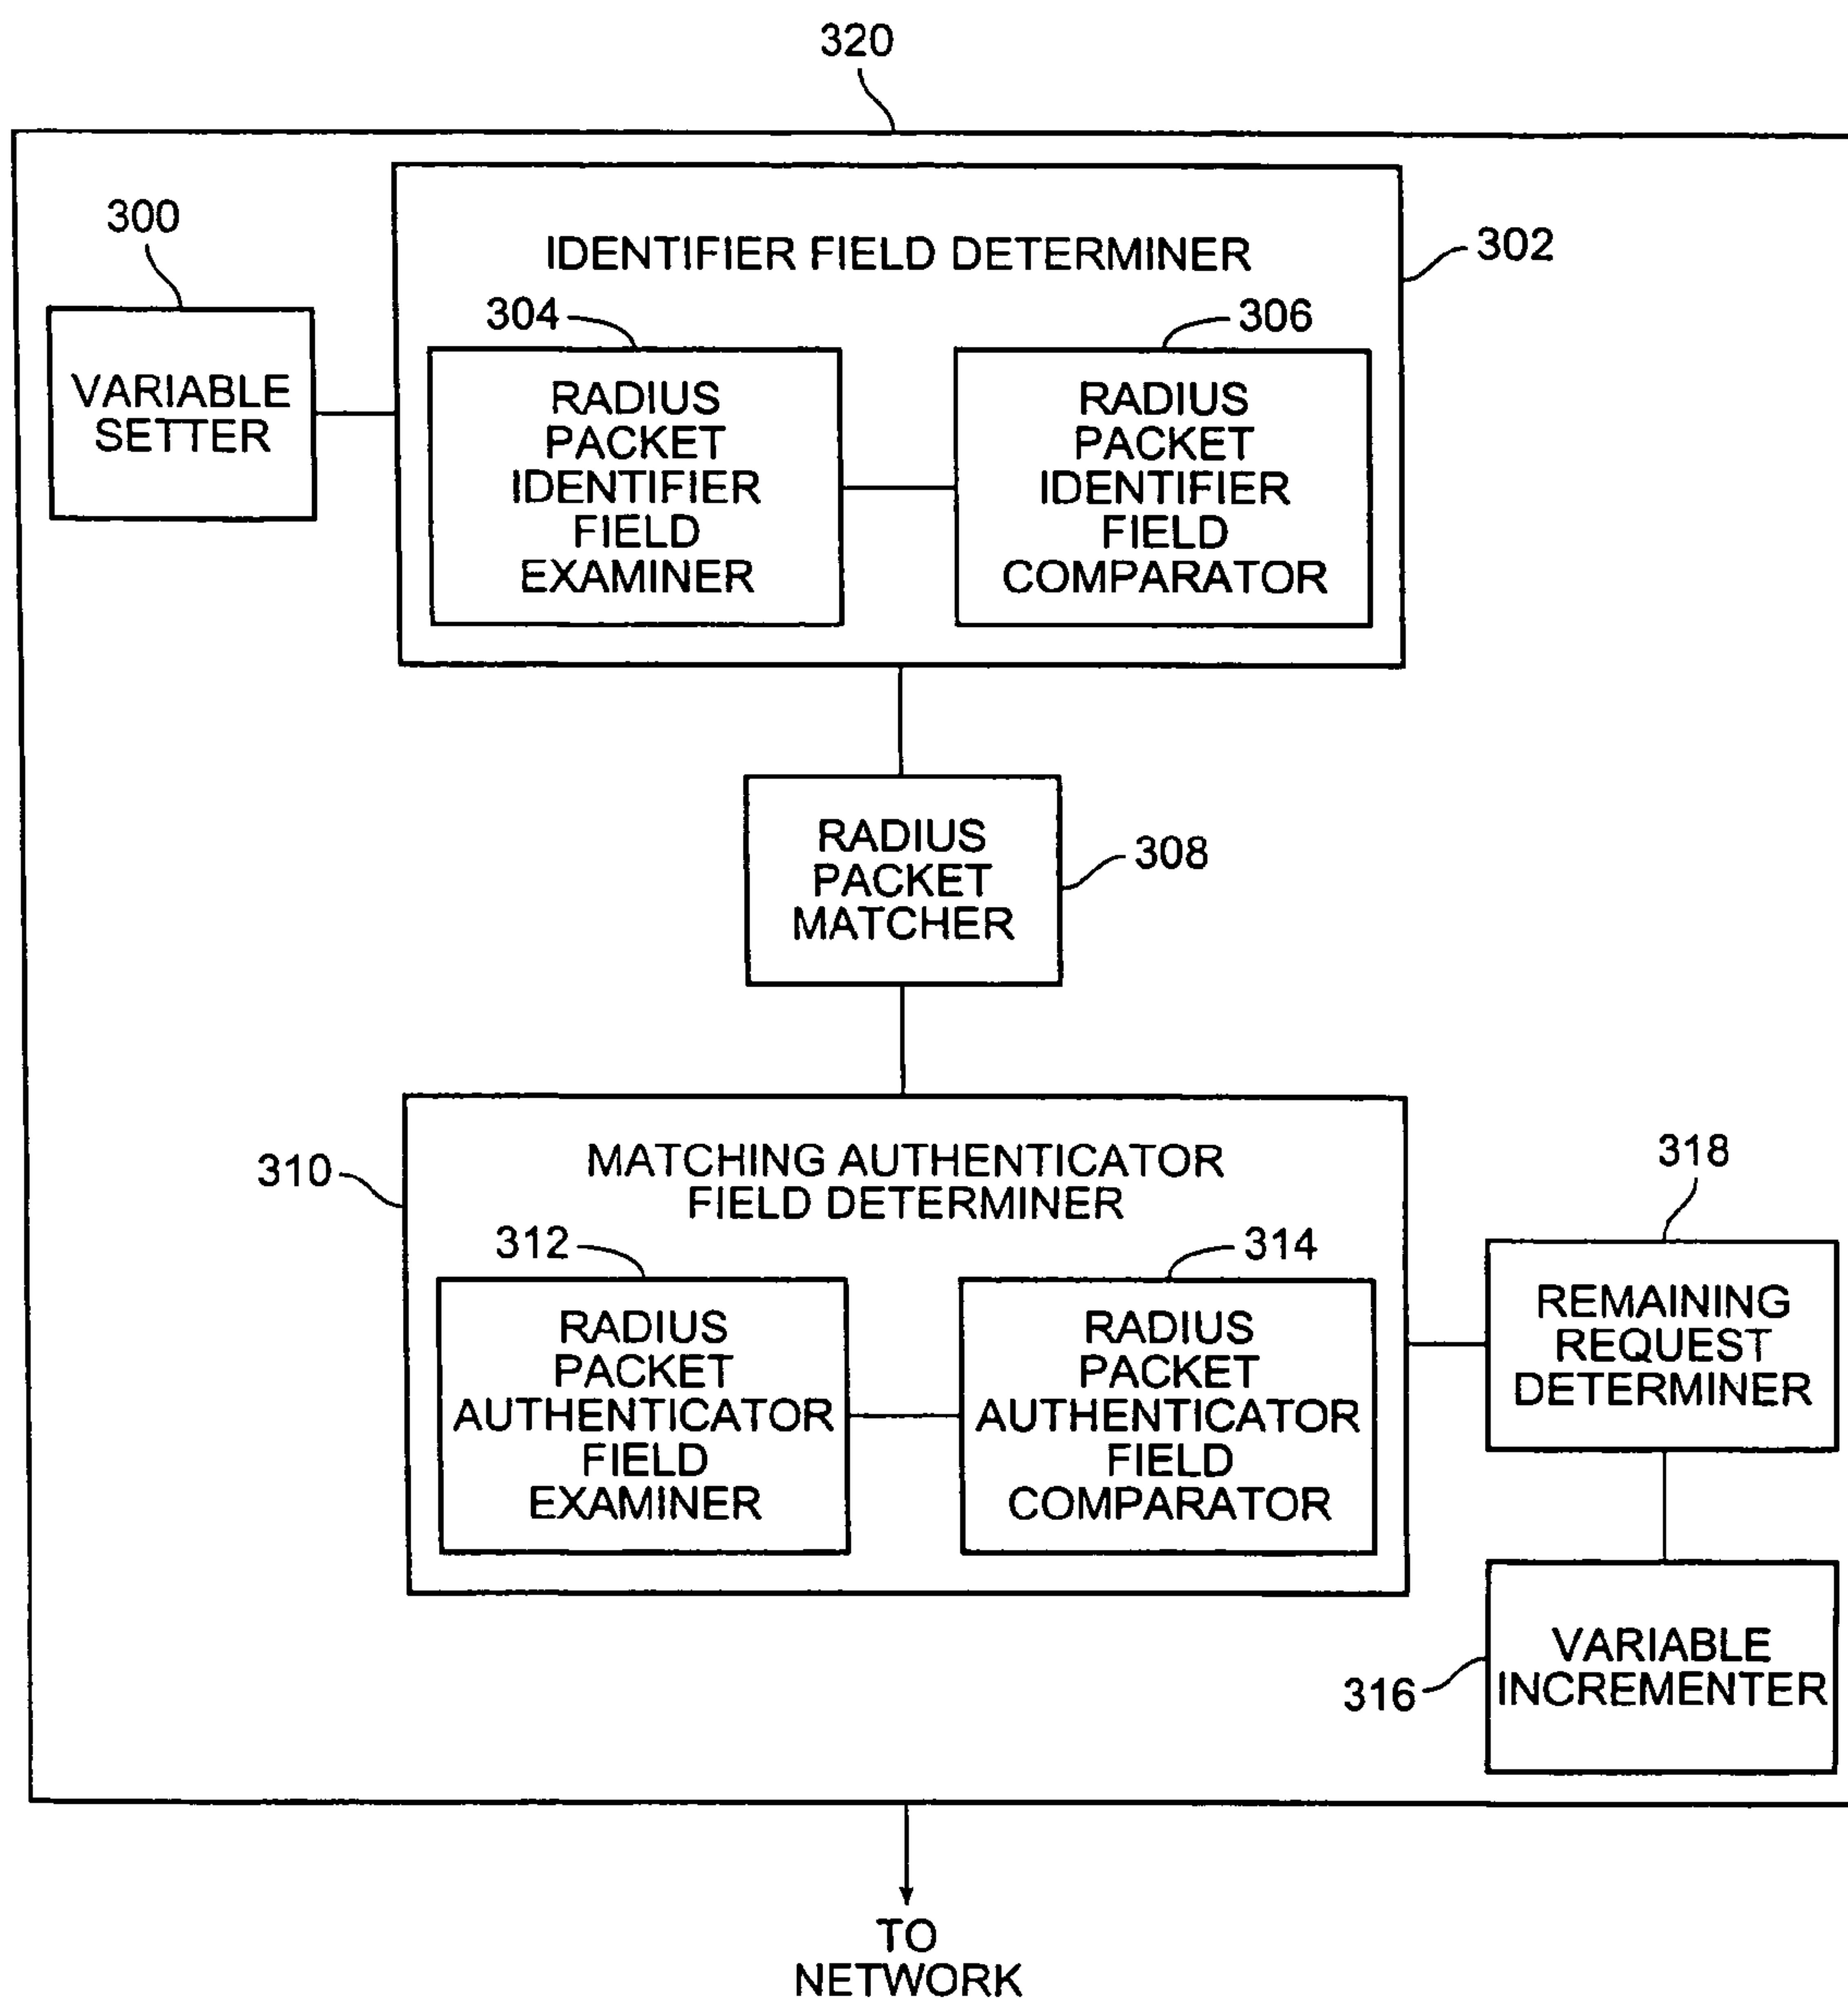 320
300
IDENTIFIER FIELD DETERMINER
302
304
306
VARIABLE
SETTER
RADIUS
PACKET
IDENTIFIER
FIELD
EXAMINER
RADIUS
PACKET
IDENTIFIER
FIELD
COMPARATOR
RADIUS
PACKET
MATCHER
308
310
MATCHING AUTHENTICATOR
FIELD DETERMINER
312
314
RADIUS
PACKET
AUTHENTICATOR
FIELD
EXAMINER
RADIUS
PACKET
AUTHENTICATOR
FIELD
COMPARATOR
318
REMAINING
REQUEST
DETERMINER
316
VARIABLE
INCREMENTER
TO
NETWORK